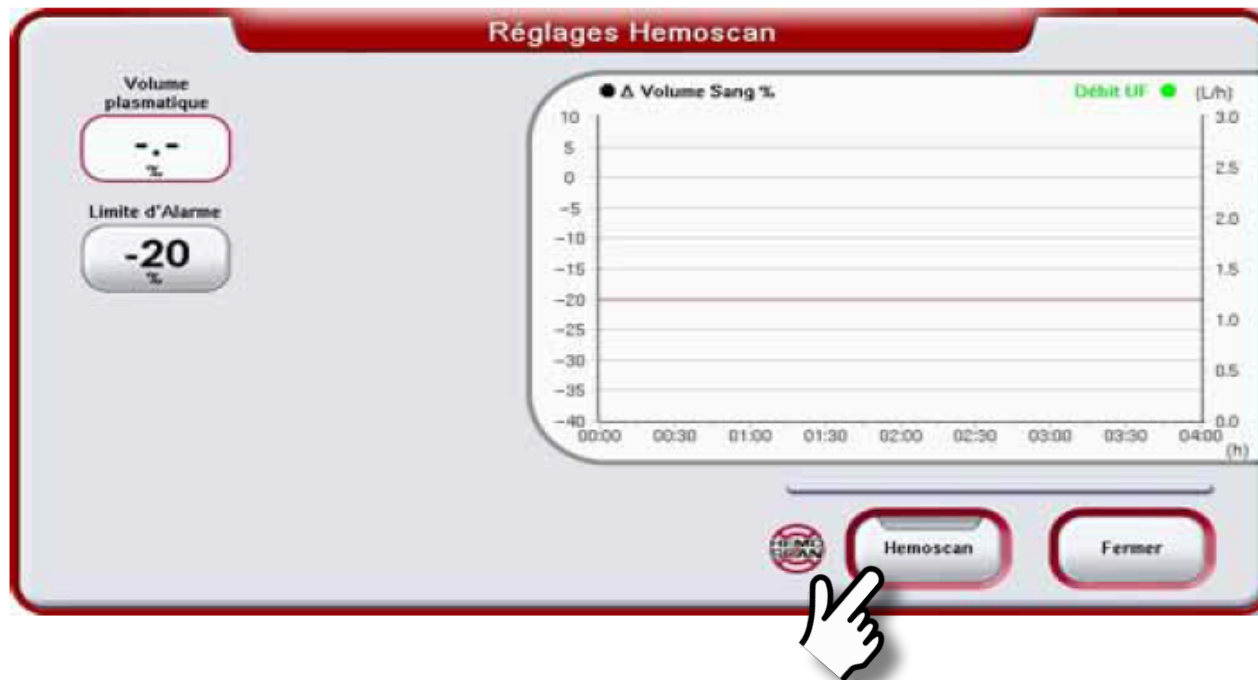 Réglages Hemoscan
Volume
plasmatique
-.-
%
Limite d'Alarme
-20
%
Δ Volume Sang %
Débit UF
(L/h)
10
5
0
-5
-10
-15
-20
-25
-30
-35
-40
3.0
2.5
2.0
1.5
1.0
0.5
0.0
00:00 00:30 01:00 01:30 02:00 02:30 03:00 03:30 04:00
(h)
HEMO
SCAN
Hemoscan
Fermer